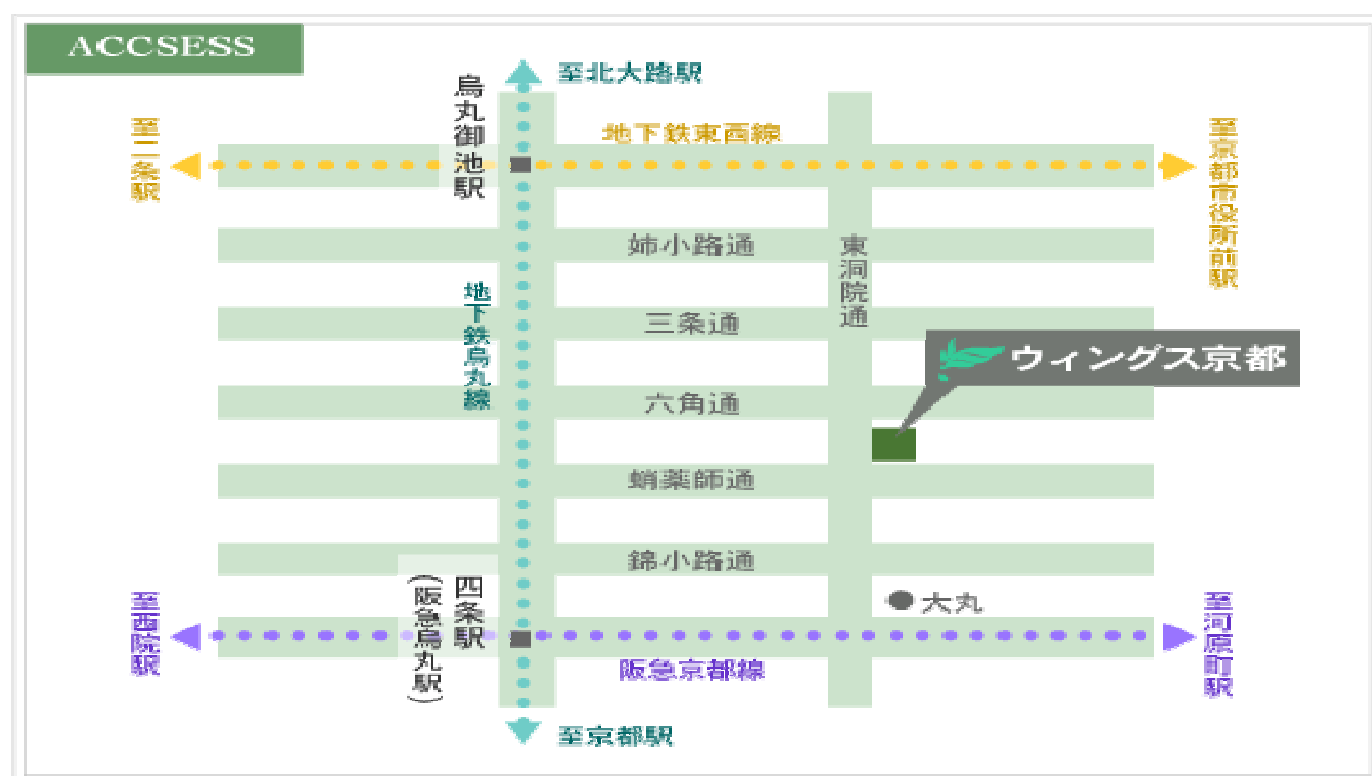 ACCSESS
至北大路駅
烏丸御池駅
地下鉄東西線
至二条駅
至京都市役所前駅
姉小路通
東洞院通
地下鉄烏丸線
三条通
ウィングス京都
六角通
蛸薬師通
錦小路通
四条駅
(阪急烏丸駅)
大丸
至西院駅
至河原町駅
阪急京都線
至京都駅